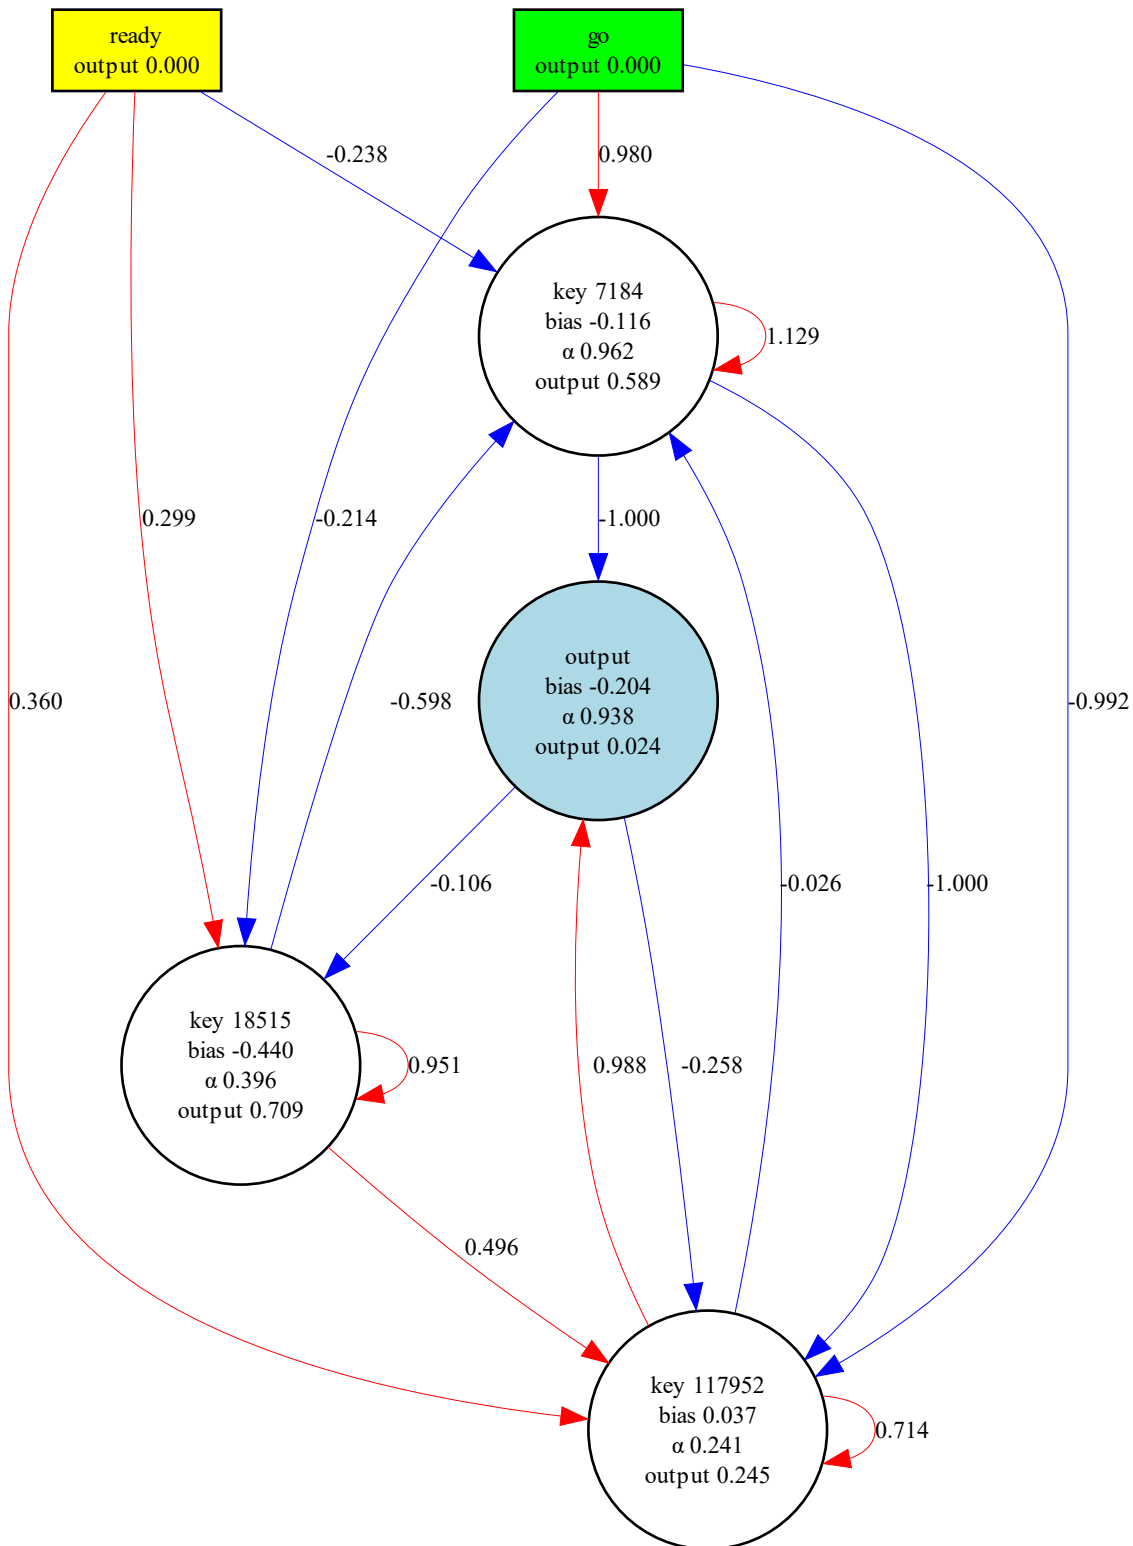 ready
output 0.000
go
output 0.000
-0.238
0.980
key 7184
bias -0.116
α 0.962
output 0.589
1.129
0.299
-0.214
-1.000
output
bias -0.204
α 0.938
output 0.024
0.360
-0.598
-0.992
-0.106
-0.026
-1.000
key 18515
bias -0.440
α 0.396
output 0.709
0.951
0.988
-0.258
0.496
key 117952
bias 0.037
α 0.241
output 0.245
0.714